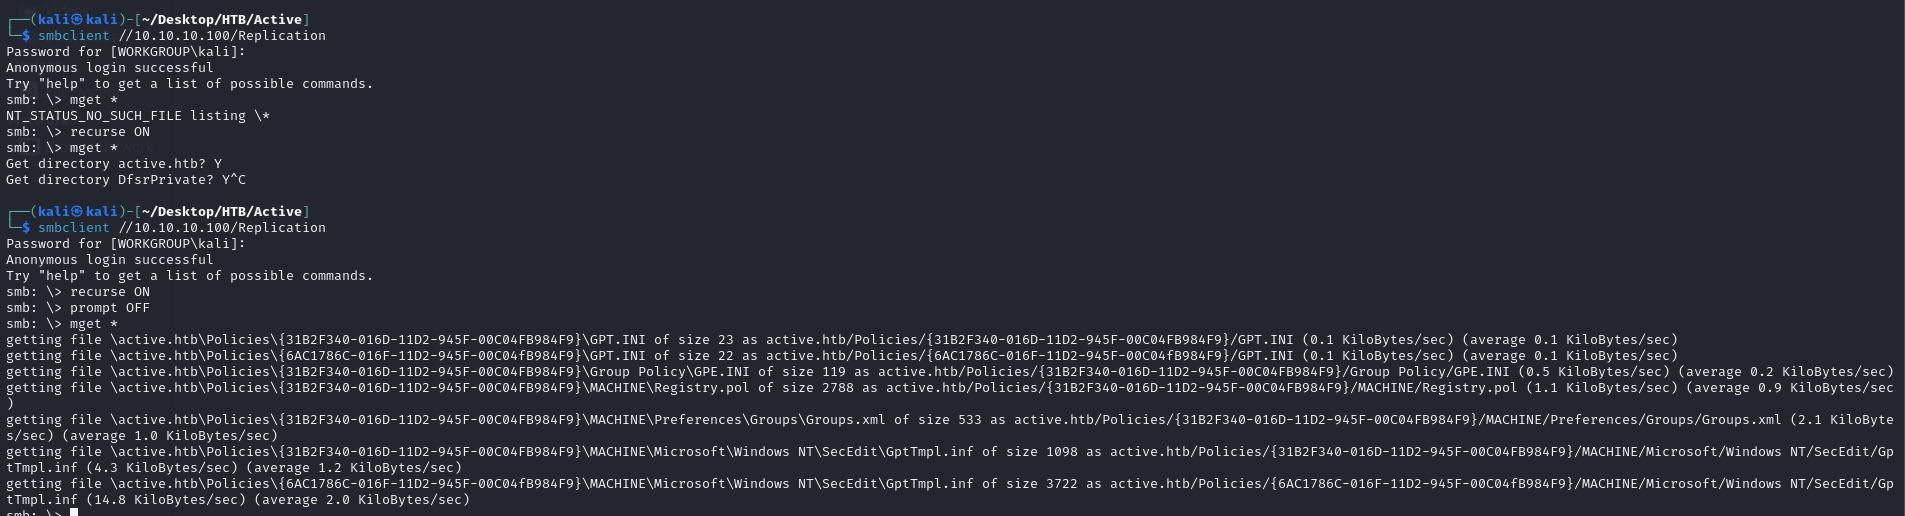 ┌──(kali㉿kali)-[~/Desktop/HTB/Active]
└─$ smbclient //10.10.10.100/Replication
Password for [WORKGROUP\kali]:
Anonymous login successful
Try "help" to get a list of possible commands.
smb: \> mget *
NT_STATUS_NO_SUCH_FILE listing \*
smb: \> recurse ON
smb: \> mget *
Get directory active.htb? Y
Get directory DfsrPrivate? Y^C
┌──(kali㉿kali)-[~/Desktop/HTB/Active]
└─$ smbclient //10.10.10.100/Replication
Password for [WORKGROUP\kali]:
Anonymous login successful
Try "help" to get a list of possible commands.
smb: \> recurse ON
smb: \> prompt OFF
smb: \> mget *
getting file \active.htb\Policies\{31B2F340-016D-11D2-945F-00C04FB984F9}\GPT.INI of size 23 as active.htb/Policies/{31B2F340-016D-11D2-945F-00C04FB984F9}/GPT.INI (0.1 KiloBytes/sec) (average 0.1 KiloBytes/sec)
getting file \active.htb\Policies\{6AC1786C-016F-11D2-945F-00C04fB984F9}\GPT.INI of size 22 as active.htb/Policies/{6AC1786C-016F-11D2-945F-00C04fB984F9}/GPT.INI (0.1 KiloBytes/sec) (average 0.1 KiloBytes/sec)
getting file \active.htb\Policies\{31B2F340-016D-11D2-945F-00C04FB984F9}\Group Policy\GPE.INI of size 119 as active.htb/Policies/{31B2F340-016D-11D2-945F-00C04FB984F9}/Group Policy/GPE.INI (0.5 KiloBytes/sec) (average 0.2 KiloBytes/sec)
getting file \active.htb\Policies\{31B2F340-016D-11D2-945F-00C04FB984F9}\MACHINE\Registry.pol of size 2788 as active.htb/Policies/{31B2F340-016D-11D2-945F-00C04FB984F9}/MACHINE/Registry.pol (1.1 KiloBytes/sec) (average 0.9 KiloBytes/sec
)
getting file \active.htb\Policies\{31B2F340-016D-11D2-945F-00C04FB984F9}\MACHINE\Preferences\Groups\Groups.xml of size 533 as active.htb/Policies/{31B2F340-016D-11D2-945F-00C04FB984F9}/MACHINE/Preferences/Groups/Groups.xml (2.1 KiloByte
s/sec) (average 1.0 KiloBytes/sec)
getting file \active.htb\Policies\{31B2F340-016D-11D2-945F-00C04FB984F9}\MACHINE\Microsoft\Windows NT\SecEdit\GptTmpl.inf of size 1098 as active.htb/Policies/{31B2F340-016D-11D2-945F-00C04FB984F9}/MACHINE/Microsoft/Windows NT/SecEdit/Gp
tTmpl.inf (4.3 KiloBytes/sec) (average 1.2 KiloBytes/sec)
getting file \active.htb\Policies\{6AC1786C-016F-11D2-945F-00C04fB984F9}\MACHINE\Microsoft\Windows NT\SecEdit\GptTmpl.inf of size 3722 as active.htb/Policies/{6AC1786C-016F-11D2-945F-00C04fB984F9}/MACHINE/Microsoft/Windows NT/SecEdit/Gp
tTmpl.inf (14.8 KiloBytes/sec) (average 2.0 KiloBytes/sec)
smb: \>